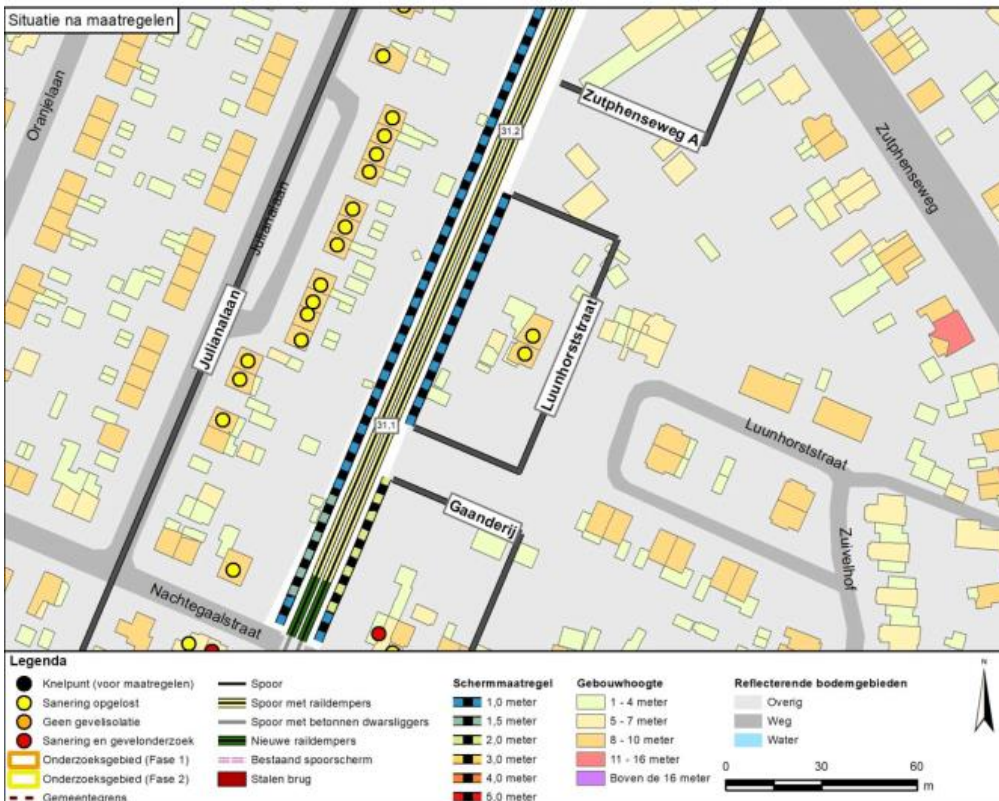 Situatie na maatregelen
Oranjelaan
Julianalaan
Julianalaan
31.2
Zutphenseweg A
Zutphenseweg
Luunhorststraat
31.1
Gaanderij
Luunhorststraat
Zuivelhof
Nachtegaalstraat
Legenda
Knelpunt (voor maatregelen)
Sanering opgelost
Geen gevelisolatie
Sanering en gevelonderzoek
Onderzoeksgebied (Fase 1)
Onderzoeksgebied (Fase 2)
Gemeentegrens
Spoor
Spoor met raildempers
Spoor met betonnen dwarsliggers
Nieuwe raildempers
Bestaand spoorscherm
Stalen brug
Schermmaatregel
1,0 meter
1,5 meter
2,0 meter
3,0 meter
4,0 meter
5,0 meter
Gebouwhoogte
1 - 4 meter
5 - 7 meter
8 - 10 meter
11 - 16 meter
Boven de 16 meter
Reflecterende bodemgebieden
Overig
Weg
Water
N
0 30 60
m